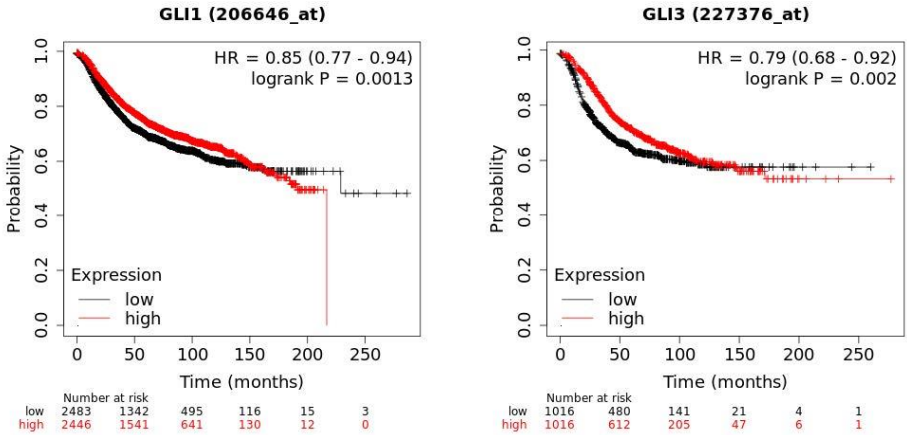 GLI1 (206646_at)
HR = 0.85 (0.77 - 0.94)
logrank P = 0.0013
Probability
1.0
0.8
0.6
0.4
0.2
0.0
Expression
low
high
0 50 100 150 200 250
Time (months)
Number at risk
low 2483 1342 495 116 15 3
high 2446 1541 641 130 12 0
GLI3 (227376_at)
HR = 0.79 (0.68 - 0.92)
logrank P = 0.002
Probability
1.0
0.8
0.6
0.4
0.2
0.0
Expression
low
high
0 50 100 150 200 250
Time (months)
Number at risk
low 1016 480 141 21 4 1
high 1016 612 205 47 6 1